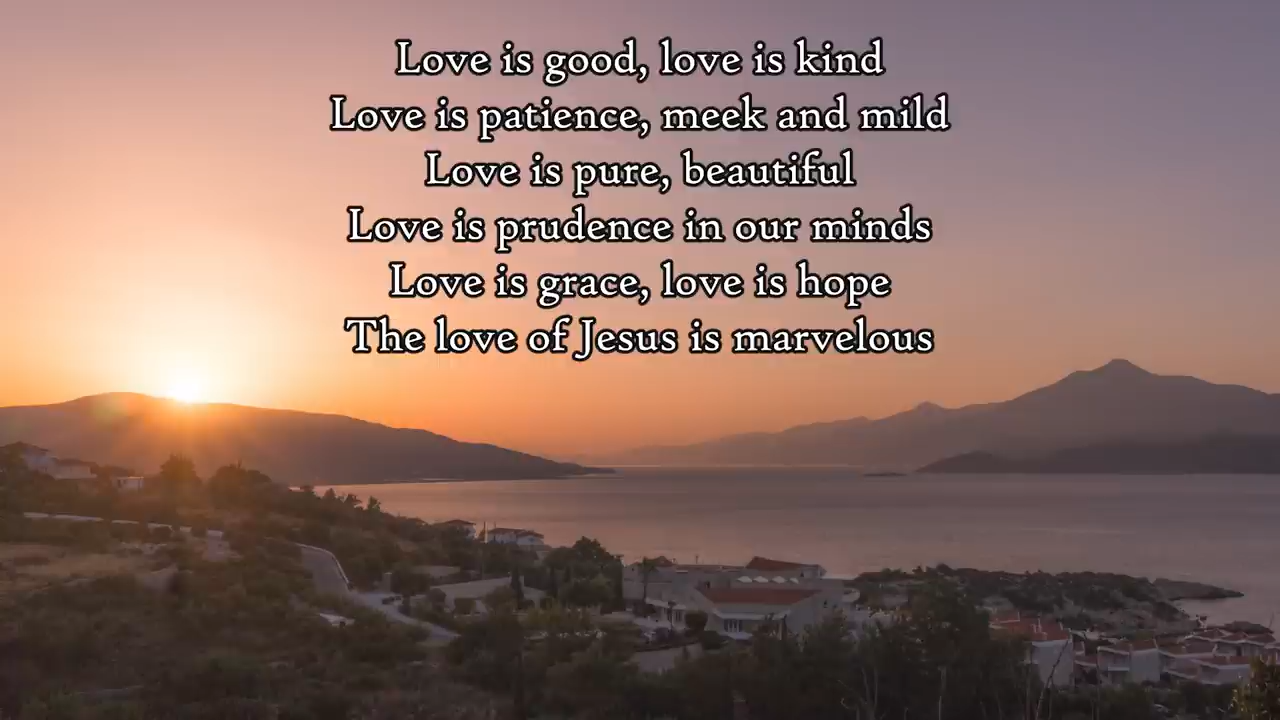 Love is good, love is kind
Love is patience, meek and mild
Love is pure, beautiful
Love is prudence in our minds
Love is grace, love is hope
The love of Jesus is marvelous